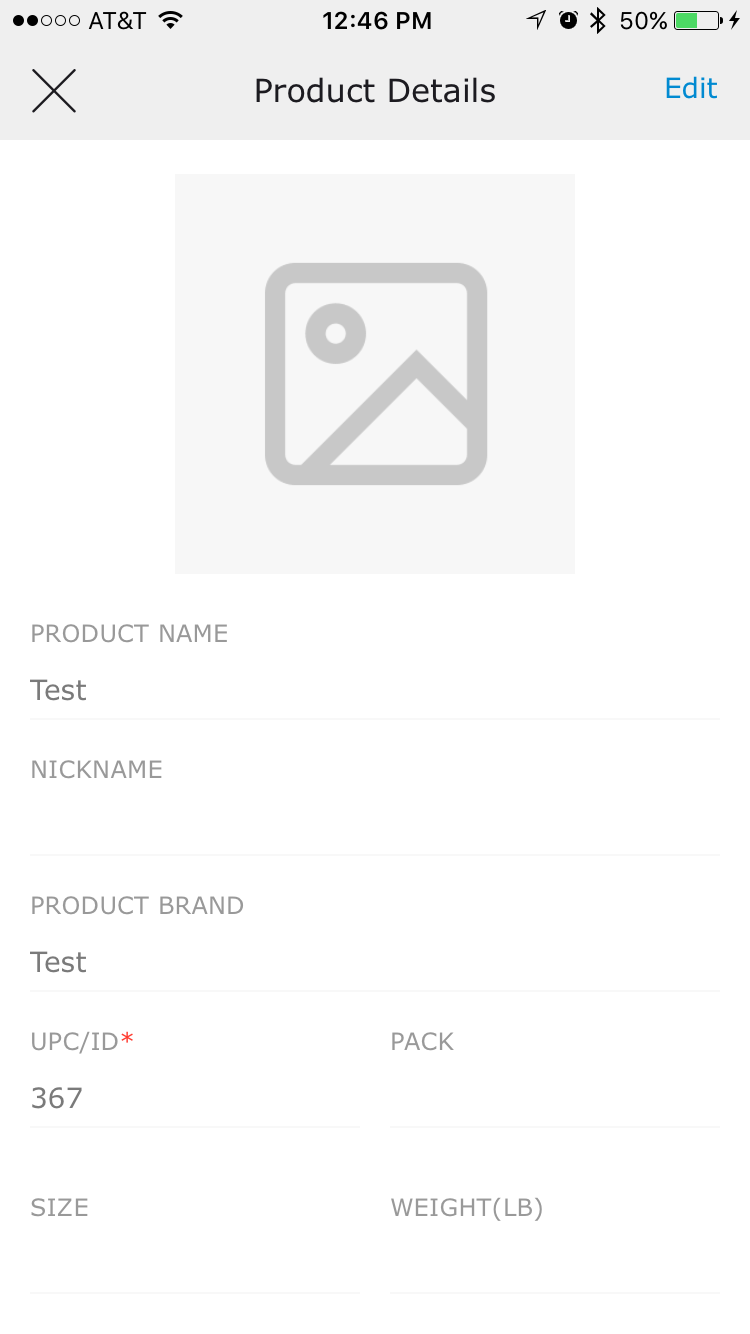 AT&T 12:46 PM 50%
Product Details Edit
PRODUCT NAME
Test
NICKNAME
PRODUCT BRAND
Test
UPC/ID* PACK
367
SIZE WEIGHT(LB)